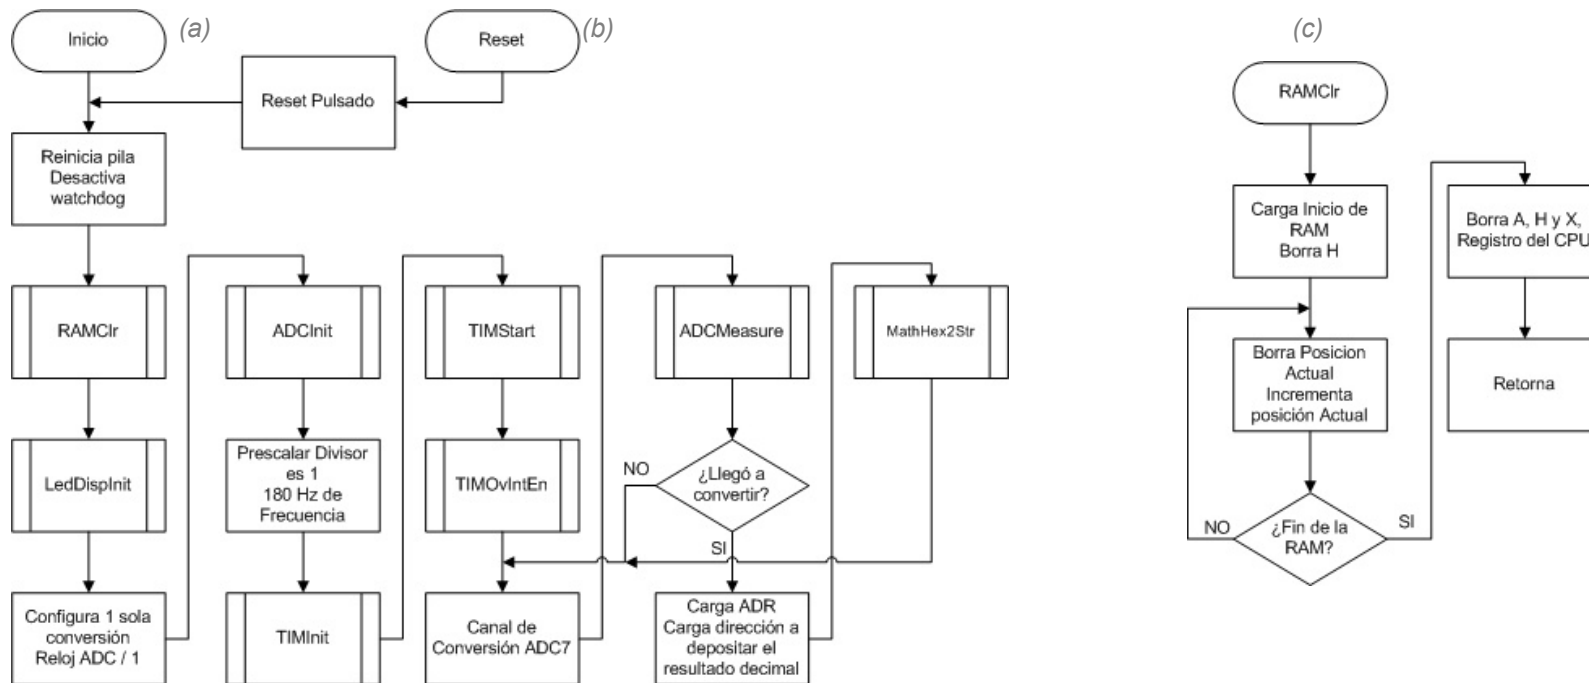 Inicio
(a)
Reset
(b)
Reset Pulsado
Reinicia pila
Desactiva
watchdog
RAMClr
LedDispInit
Configura 1 sola
conversión
Reloj ADC / 1
ADCInit
Prescalar Divisor
es 1
180 Hz de
Frecuencia
TIMInit
TIMStart
TIMOvIntEn
Canal de
Conversión ADC7
ADCMeasure
¿Llegó a
convertir?
NO
SI
Carga ADR
Carga dirección a
depositar el
resultado decimal
MathHex2Str
(c)
RAMClr
Carga Inicio de
RAM
Borra H
Borra Posicion
Actual
Incrementa
posición Actual
¿Fin de la
RAM?
NO
SI
Borra A, H y X,
Registro del CPU
Retorna